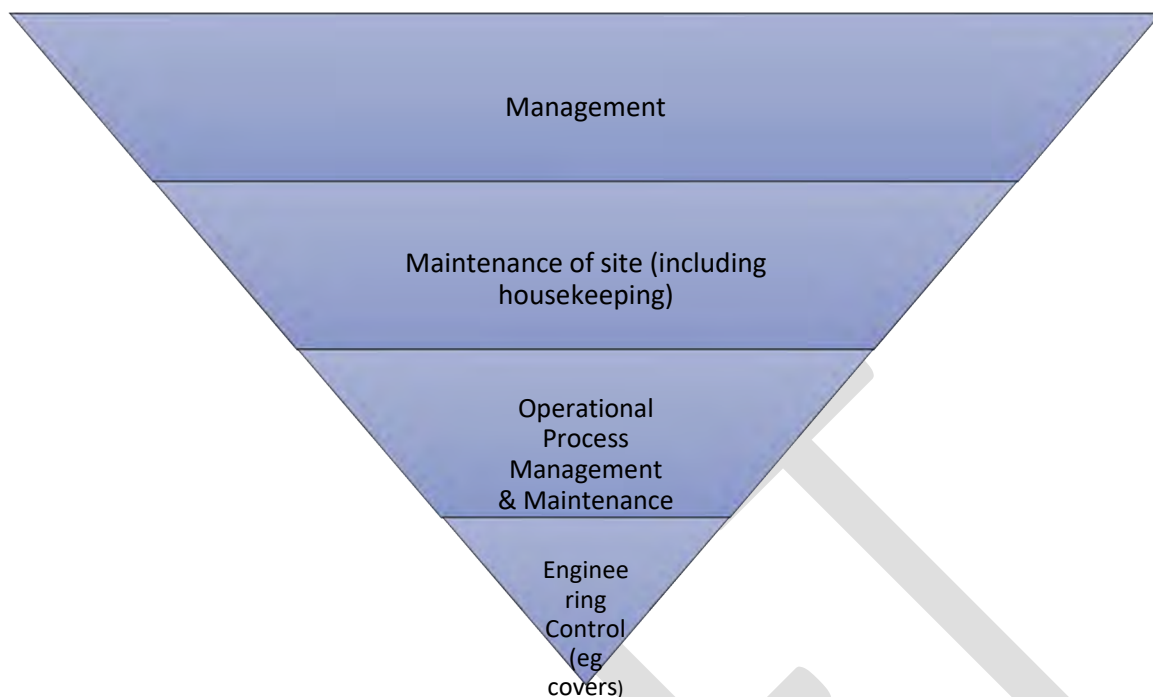 Management
Maintenance of site (including
housekeeping)
Operational
Process
Management
& Maintenance
Enginee
ring
Control
(eg
covers)